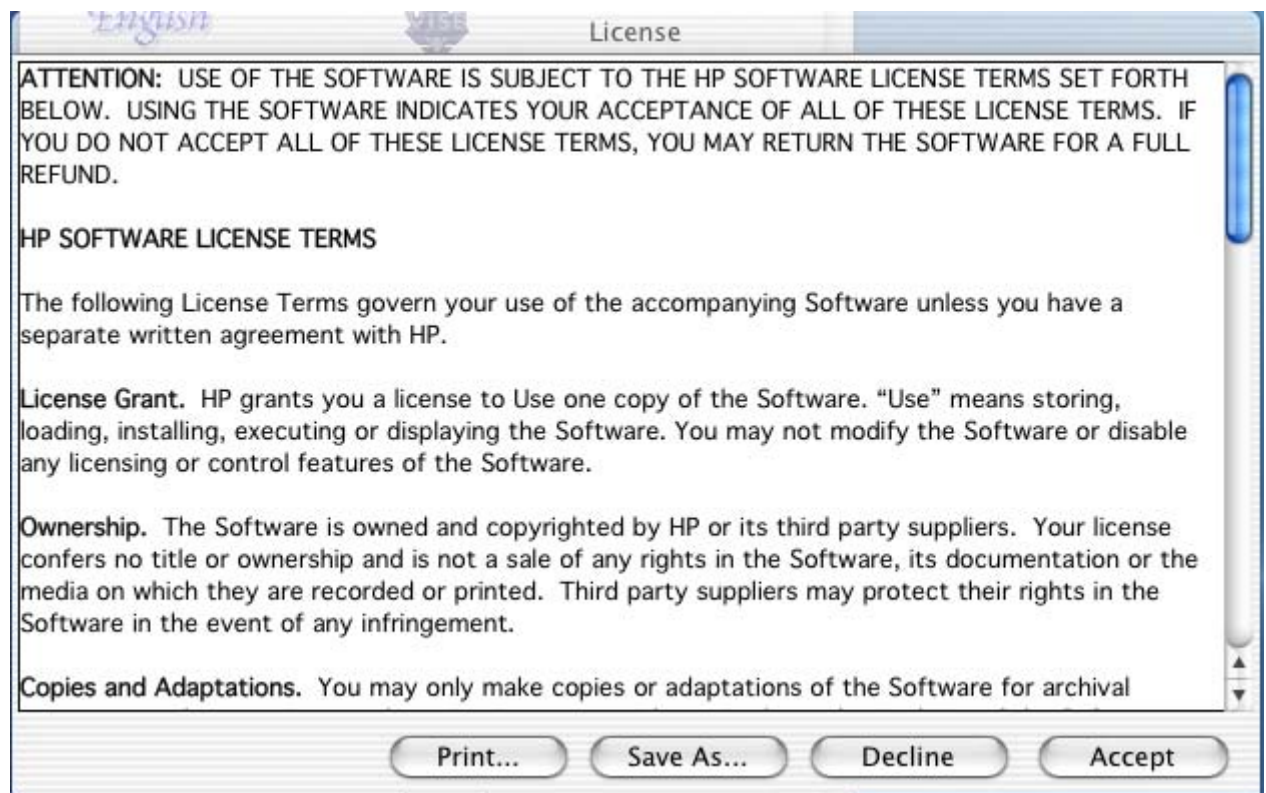 English
VISE
License
ATTENTION: USE OF THE SOFTWARE IS SUBJECT TO THE HP SOFTWARE LICENSE TERMS SET FORTH
BELOW. USING THE SOFTWARE INDICATES YOUR ACCEPTANCE OF ALL OF THESE LICENSE TERMS. IF
YOU DO NOT ACCEPT ALL OF THESE LICENSE TERMS, YOU MAY RETURN THE SOFTWARE FOR A FULL
REFUND.
HP SOFTWARE LICENSE TERMS
The following License Terms govern your use of the accompanying Software unless you have a
separate written agreement with HP.
License Grant. HP grants you a license to Use one copy of the Software. “Use” means storing,
loading, installing, executing or displaying the Software. You may not modify the Software or disable
any licensing or control features of the Software.
Ownership. The Software is owned and copyrighted by HP or its third party suppliers. Your license
confers no title or ownership and is not a sale of any rights in the Software, its documentation or the
media on which they are recorded or printed. Third party suppliers may protect their rights in the
Software in the event of any infringement.
Copies and Adaptations. You may only make copies or adaptations of the Software for archival
Print...
Save As...
Decline
Accept